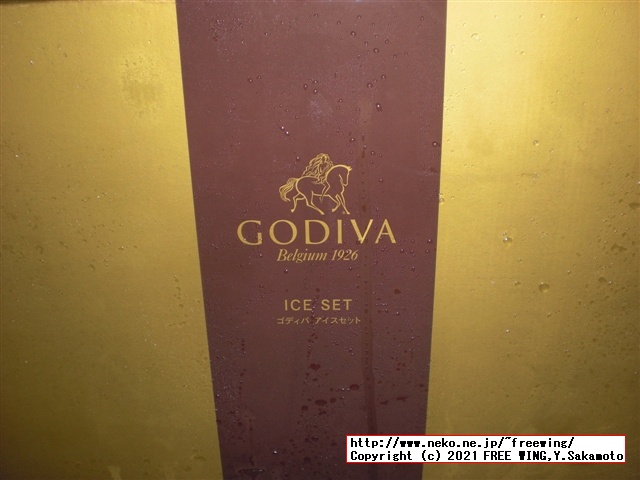 GODIVA
Belgium 1926
ICE SET
ゴディバ アイスセット
http://www.neko.ne.jp/~freewing/
Copyright (c) 2021 FREE WING,Y.Sakamoto